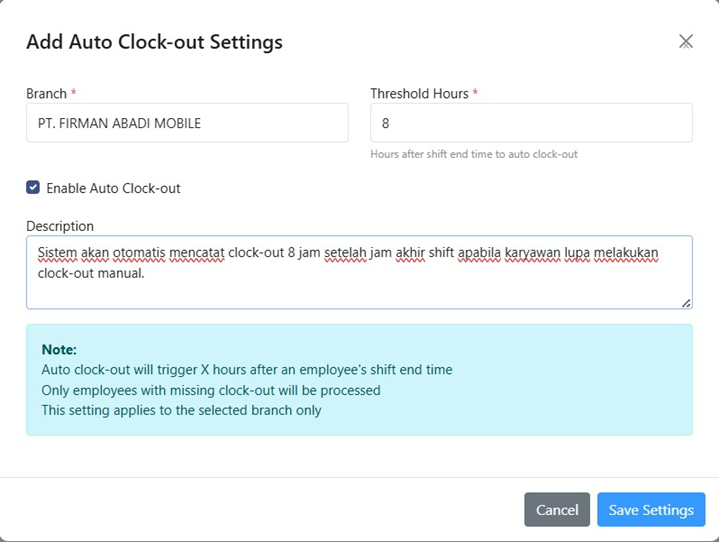 Add Auto Clock-out Settings
Branch *
Threshold Hours *
PT. FIRMAN ABADI MOBILE
8
Hours after shift end time to auto clock-out
Enable Auto Clock-out
Description
Sistem akan otomatis mencatat clock-out 8 jam setelah jam akhir shift apabila karyawan lupa melakukan
clock-out manual.
Note:
Auto clock-out will trigger X hours after an employee's shift end time
Only employees with missing clock-out will be processed
This setting applies to the selected branch only
Cancel
Save Settings